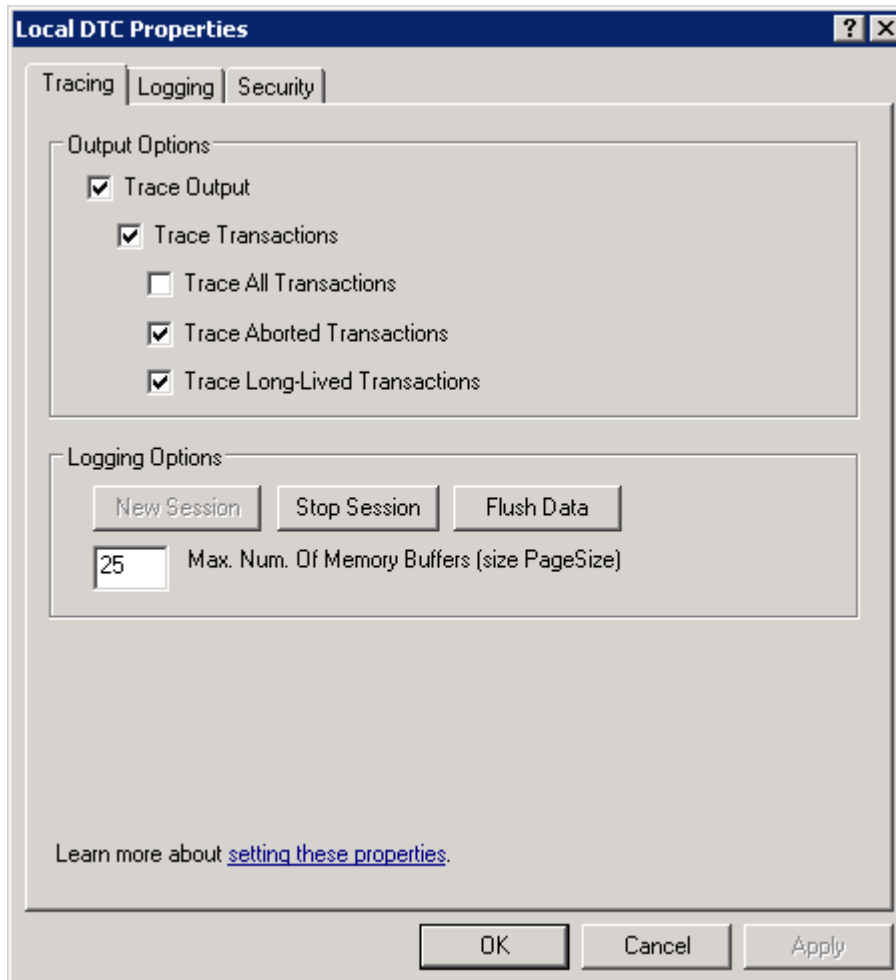 Local DTC Properties
Tracing Logging Security
Output Options
Trace Output
Trace Transactions
Trace All Transactions
Trace Aborted Transactions
Trace Long-Lived Transactions
Logging Options
New Session Stop Session Flush Data
25 Max. Num. Of Memory Buffers (size PageSize)
Learn more about setting these properties.
OK Cancel Apply